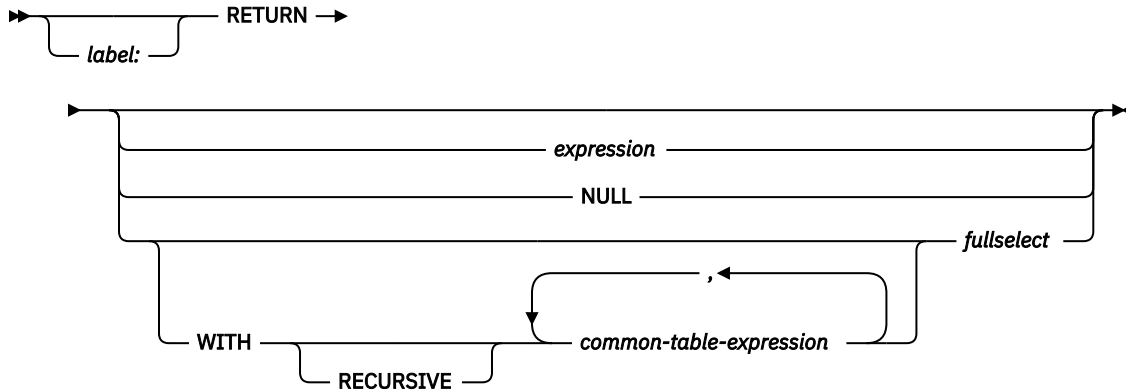 RETURN
label:
expression
NULL
fullselect
,
WITH common-table-expression
RECURSIVE